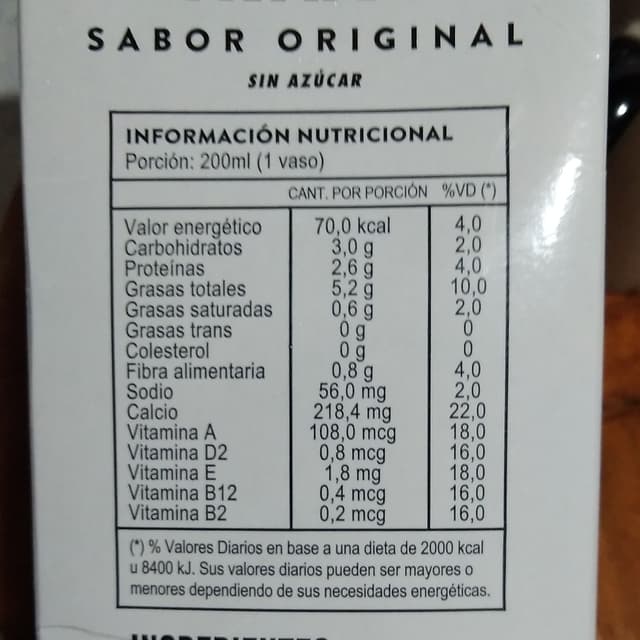 SABOR ORIGINAL
SIN AZÚCAR
INFORMACIÓN NUTRICIONAL
Porción: 200ml (1 vaso)
CANT. POR PORCIÓN %VD (*)
Valor energético 70,0 kcal 4,0
Carbohidratos 3,0 g 2,0
Proteínas 2,6 g 4,0
Grasas totales 5,2 g 10,0
Grasas saturadas 0,6 g 2,0
Grasas trans 0 g 0
Colesterol 0 g 0
Fibra alimentaria 0,8 g 4,0
Sodio 56,0 mg 2,0
Calcio 218,4 mg 22,0
Vitamina A 108,0 mcg 18,0
Vitamina D2 0,8 mcg 16,0
Vitamina E 1,8 mg 18,0
Vitamina B12 0,4 mcg 16,0
Vitamina B2 0,2 mcg 16,0
(*) % Valores Diarios en base a una dieta de 2000 kcal
u 8400 kJ. Sus valores diarios pueden ser mayores o
menores dependiendo de sus necesidades energéticas.